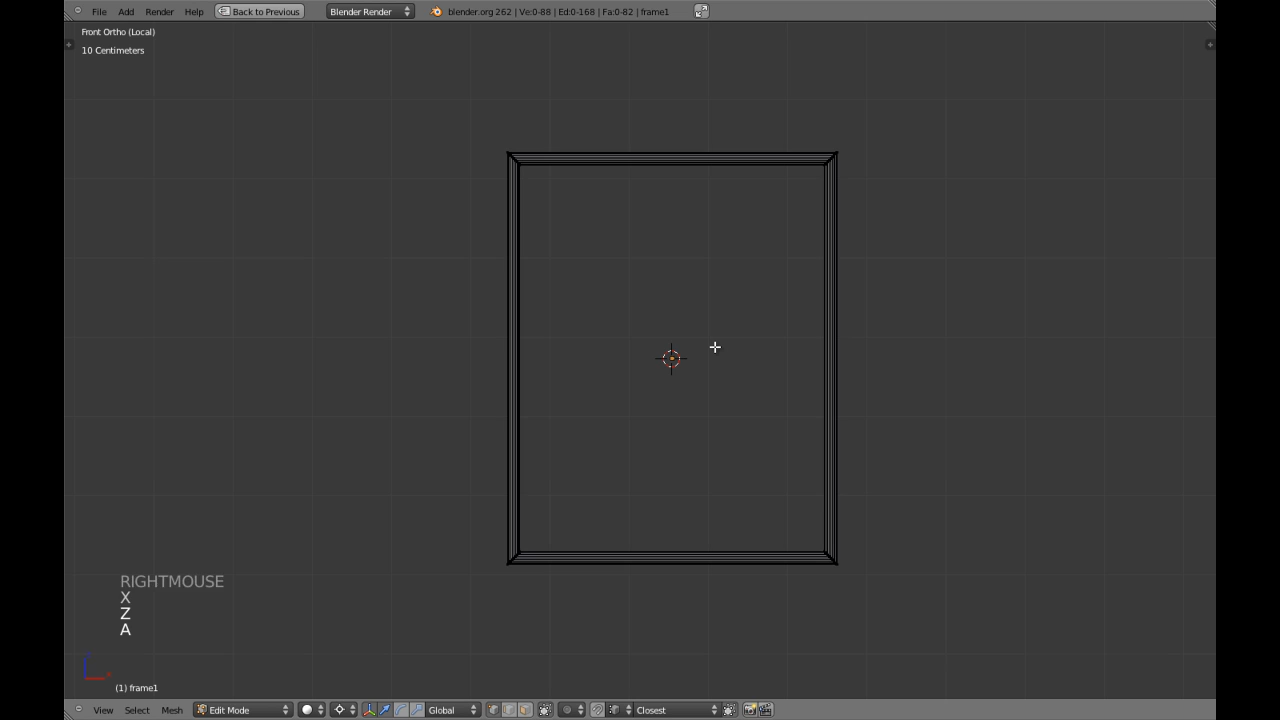 File Add Render Help Back to Previous Blender Render blender.org 262 | Ve:0-88 | Ed:0-168 | Fa:0-82 | frame1
Front Ortho (Local)
10 Centimeters
RIGHTMOUSE
X
Z
A
(1) frame1
View Select Mesh Edit Mode Global Closest